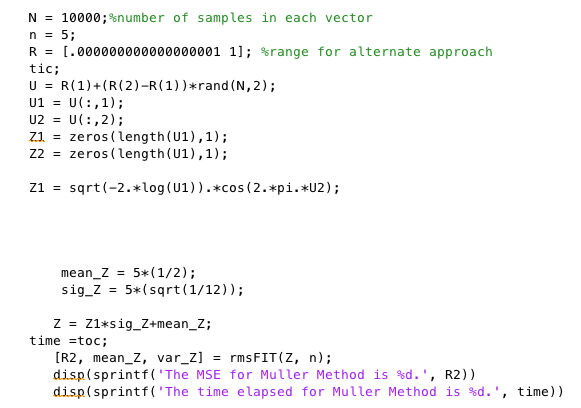 N = 10000;%number of samples in each vector
n = 5;
R = [.000000000000000001 1]; %range for alternate approach
tic;
U = R(1)+(R(2)-R(1))*rand(N,2);
U1 = U(:,1);
U2 = U(:,2);
Z1 = zeros(length(U1),1);
Z2 = zeros(length(U1),1);
Z1 = sqrt(-2.*log(U1)).*cos(2.*pi.*U2);
mean_Z = 5*(1/2);
sig_Z = 5*(sqrt(1/12));
Z = Z1*sig_Z+mean_Z;
time =toc;
[R2, mean_Z, var_Z] = rmsFIT(Z, n);
disp(sprintf('The MSE for Muller Method is %d.', R2))
disp(sprintf('The time elapsed for Muller Method is %d.', time))